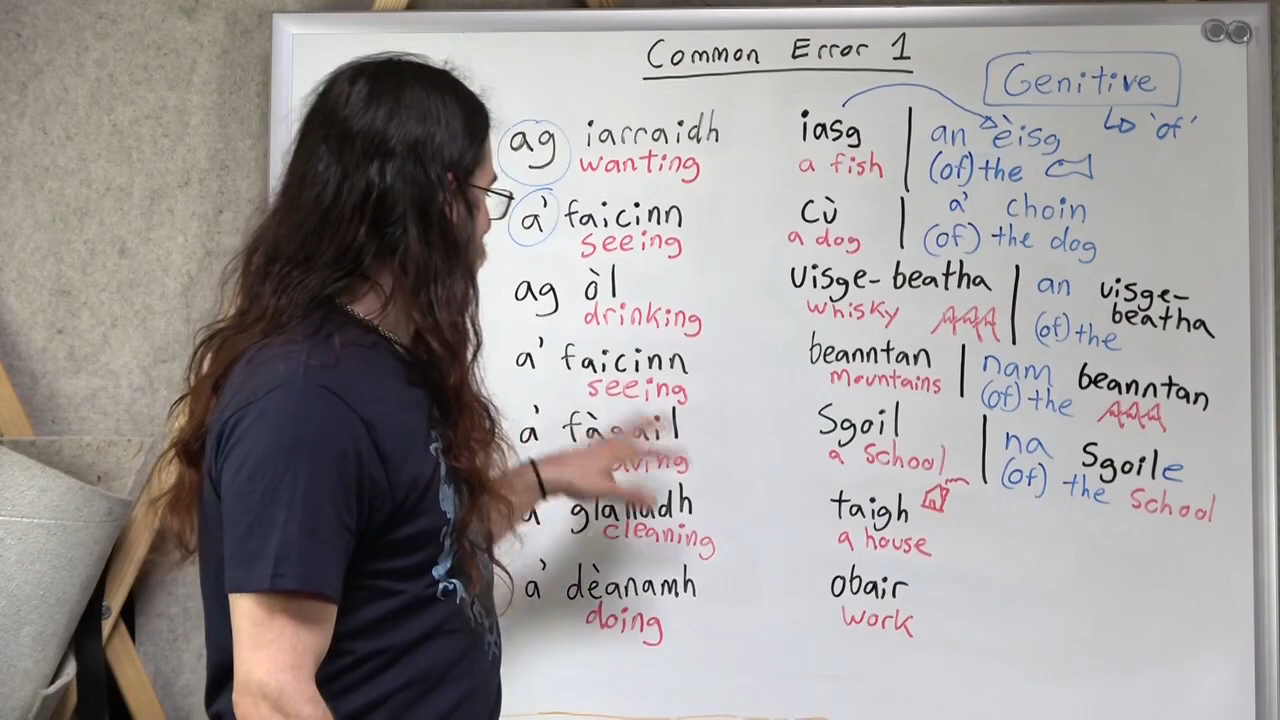 Common Error 1
Genitive
↳ 'of'
ag iarraidh iasg | an èisg
wanting a fish (of) the
a' faicinn cù | a' choin
seeing a dog (of) the dog
ag òl uisge-beatha | an uisge-beatha
drinking whisky (of) the
a' faicinn beanntan | nam beanntan
seeing mountains (of) the
a' Sgoil | na Sgoile
a school (of) the school
glanadh taigh
cleaning a house
a' dèanamh obair
doing work